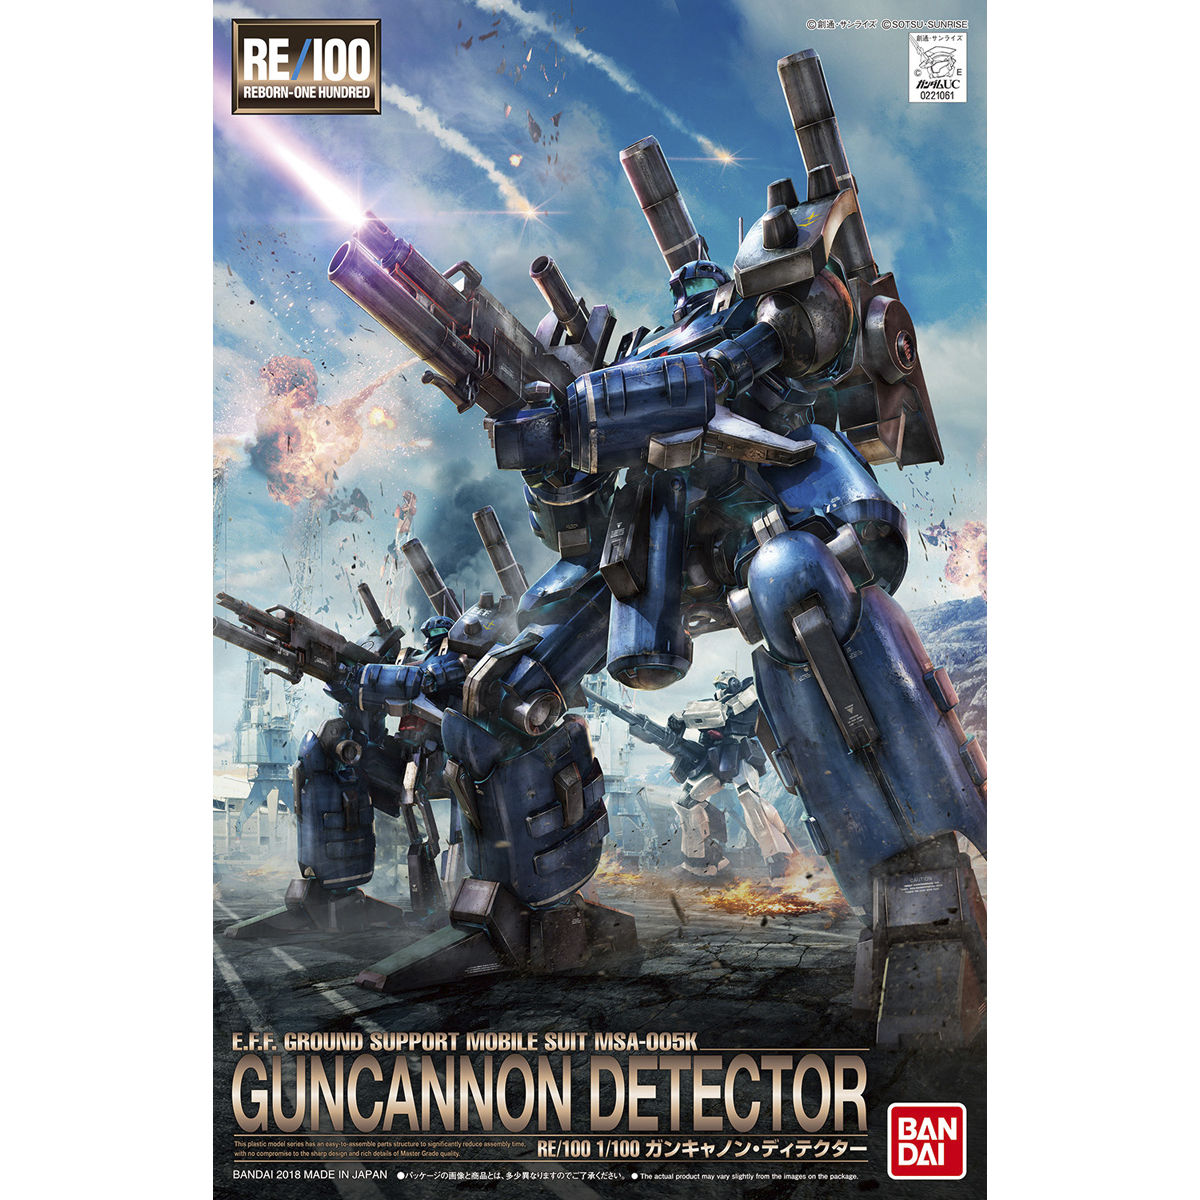 ©創通・サンライズ ©SOTSU・SUNRISE
創通・サンライズ
© E
ガンダムUC
0221061
RE/100
REBORN-ONE HUNDRED
CAUTION
E.F.F. GROUND SUPPORT MOBILE SUIT MSA-005K
GUNCANNON DETECTOR
This plastic model series has an easy-to-assemble parts structure to significantly reduce assembly time,
with no compromise to the sharp design and rich details of Master Grade quality.
RE/100 1/100 ガンキャノン・ディテクター
BANDAI 2018 MADE IN JAPAN ●パッケージの画像と商品とは、多少異なりますのでご了承ください。 ● The actual product may vary slightly from the images on the package.
BAN
DAI